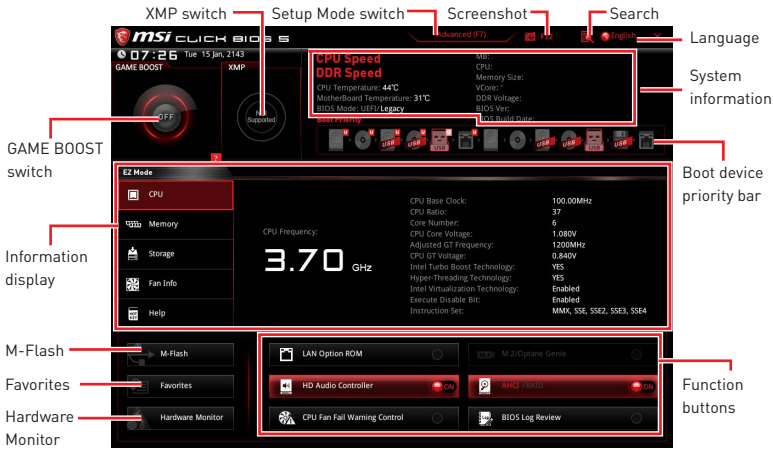 XMP switch
Setup Mode switch
Screenshot
Search
msi CLICK BIOS 5
Advanced (F7)
F12
English
X
Language
07:26 Tue 15 Jan, 2143
GAME BOOST
XMP
CPU Speed
DDR Speed
CPU Temperature: 44°C
MotherBoard Temperature: 31°C
BIOS Mode: UEFI/Legacy
MB:
CPU:
Memory Size:
VCore:
DDR Voltage:
BIOS Ver:
BIOS Build Date:
System
information
OFF
Not
Supported
Boot Priority
U U U U U U U
USB USB USB USB USB USB USB
GAME BOOST
switch
?
Boot device
priority bar
EZ Mode
CPU
Memory
Storage
Fan Info
Help
Information
display
CPU Frequency:
3.70 GHz
CPU Base Clock: 100.00MHz
CPU Ratio: 37
Core Number: 6
CPU Core Voltage: 1.080V
Adjusted GT Frequency: 1200MHz
CPU GT Voltage: 0.840V
Intel Turbo Boost Technology: YES
Hyper-Threading Technology: YES
Intel Virtualization Technology: Enabled
Execute Disable Bit: Enabled
Instruction Set: MMX, SSE, SSE2, SSE3, SSE4
M-Flash
Favorites
Hardware
Monitor
M-Flash
Favorites
Hardware Monitor
LAN Option ROM
HD Audio Controller ON
CPU Fan Fail Warning Control
M.2/Optane Genie
AHCI /RAID ON
BIOS Log Review
Function
buttons